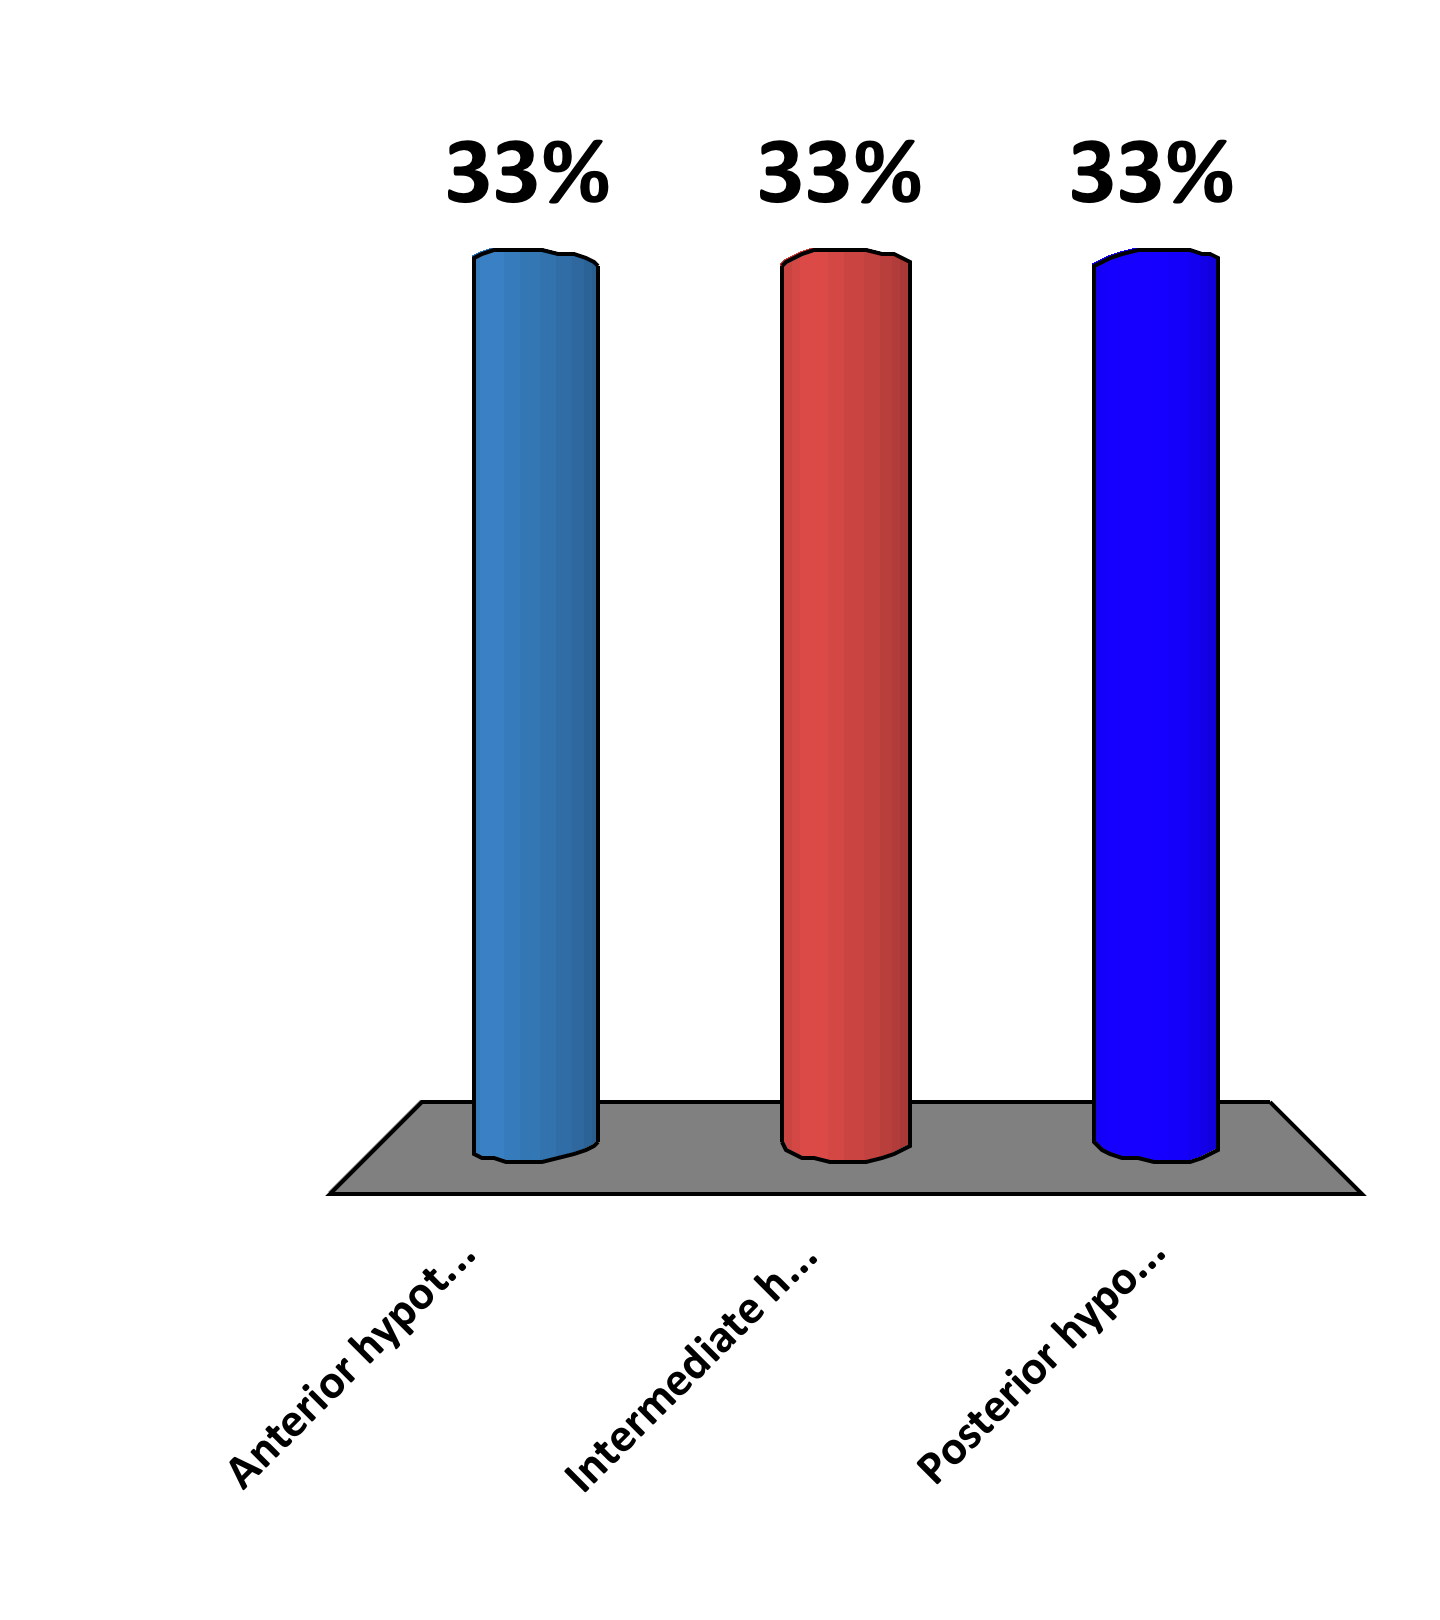 33% 33% 33%
Anterior hypot...
Intermediate h...
Posterior hypo...